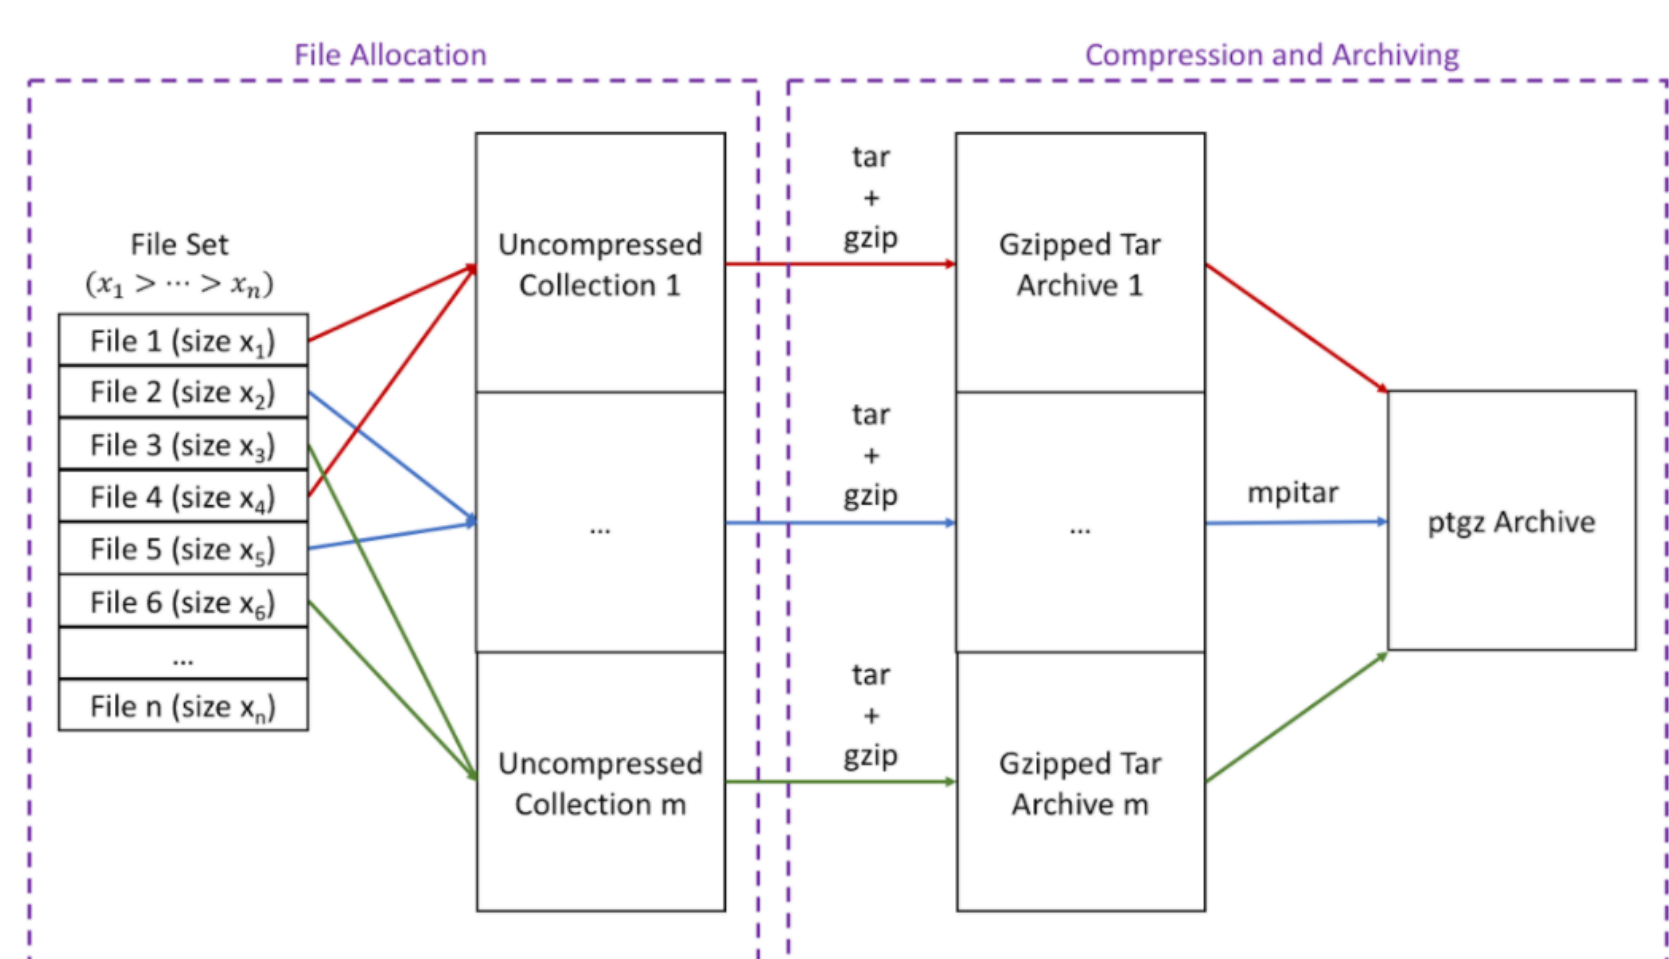 File Allocation
Compression and Archiving
File Set
(x₁ > ⋯ > xₙ)
File 1 (size x₁)
File 2 (size x₂)
File 3 (size x₃)
File 4 (size x₄)
File 5 (size x₅)
File 6 (size x₆)
...
File n (size xₙ)
Uncompressed
Collection 1
...
Uncompressed
Collection m
tar
+
gzip
tar
+
gzip
tar
+
gzip
Gzipped Tar
Archive 1
...
Gzipped Tar
Archive m
mpitar
ptgz Archive